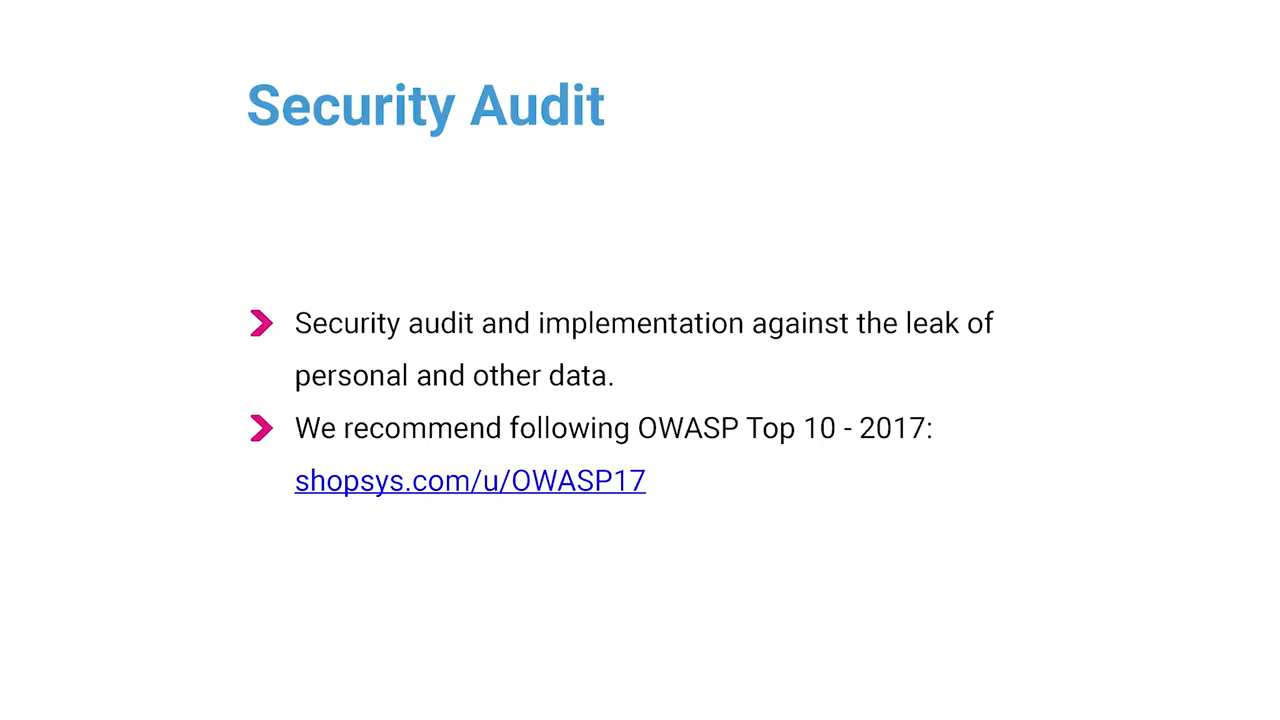 Security Audit
Security audit and implementation against the leak of
personal and other data.
We recommend following OWASP Top 10 - 2017:
shopsys.com/u/OWASP17